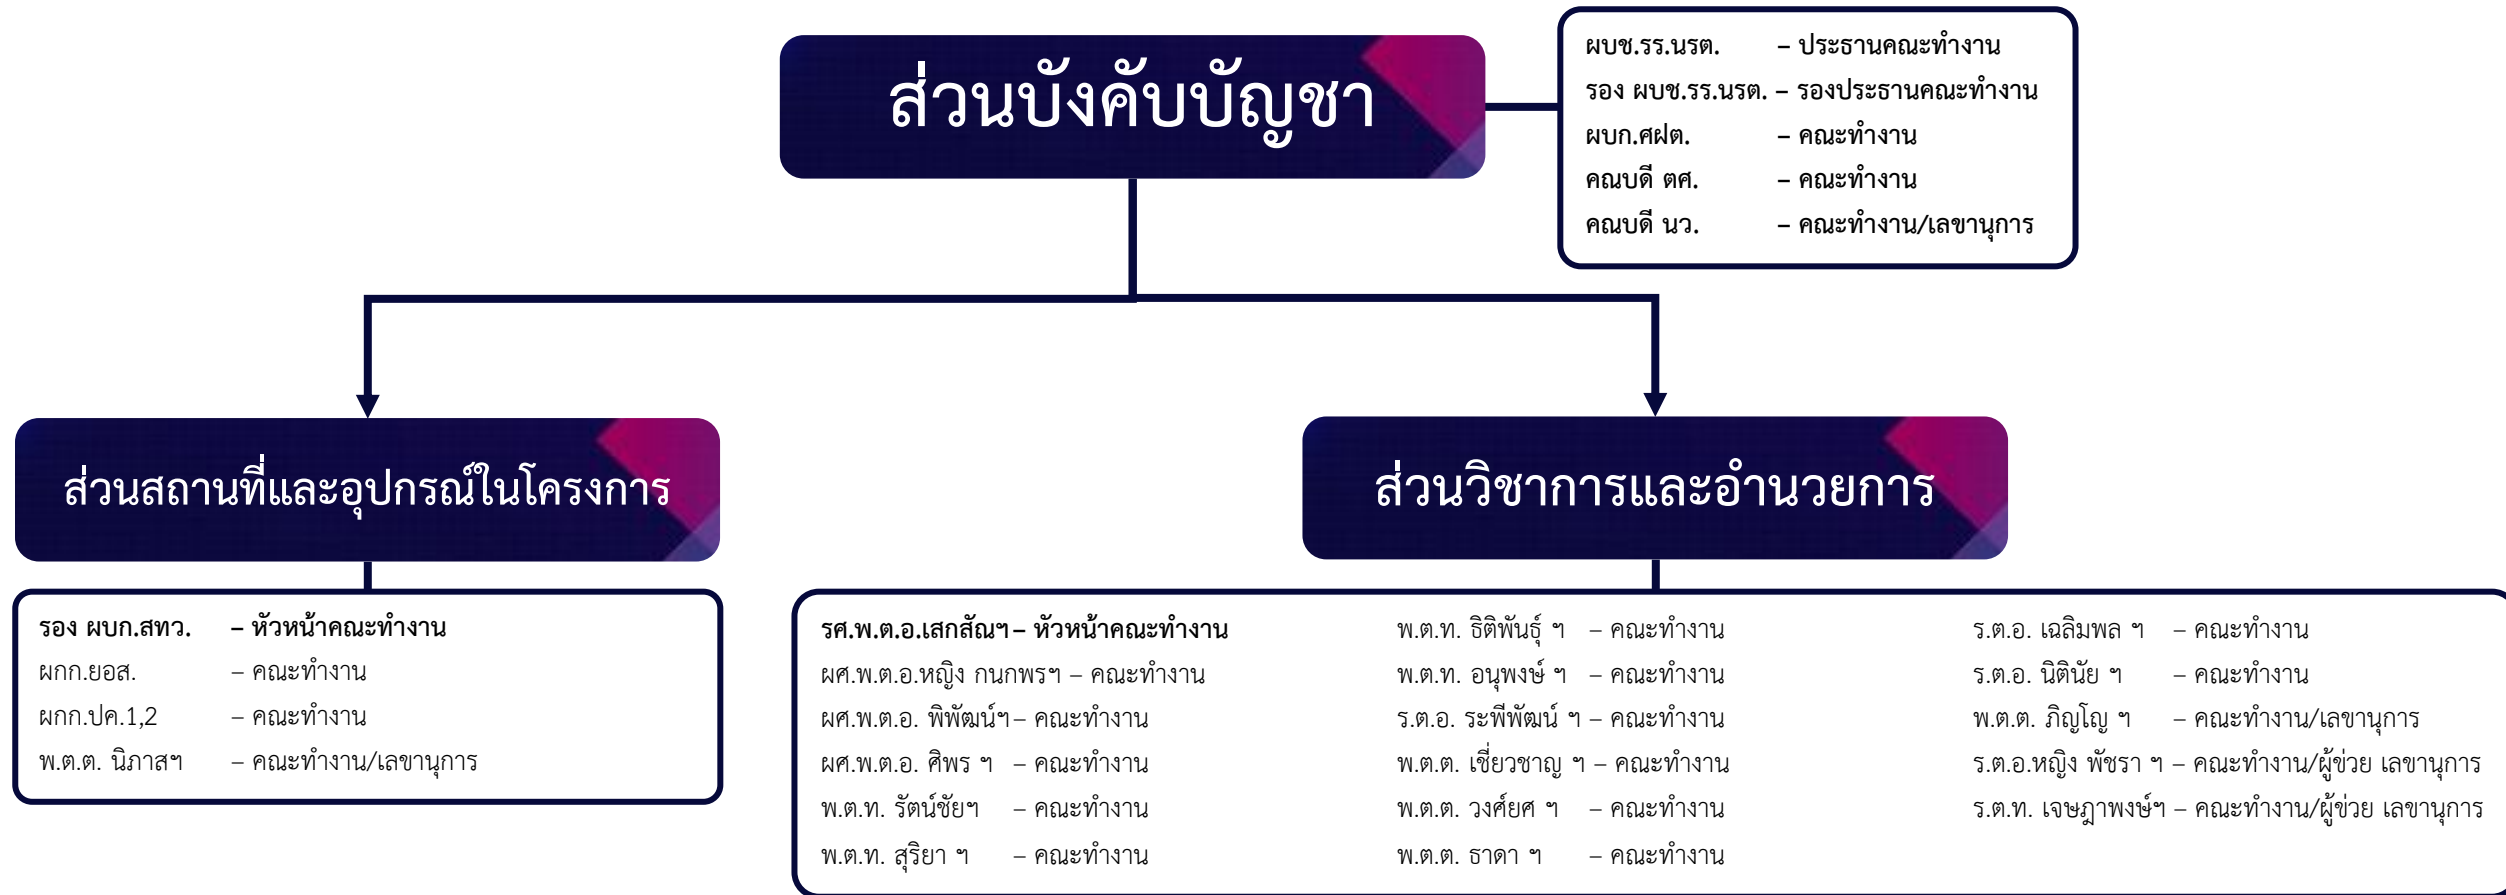 ส่วนบังคับบัญชา
ผบช.รร.นรต. – ประธานคณะทำงาน
รอง ผบช.รร.นรต. – รองประธานคณะทำงาน
ผบก.ศฝต. – คณะทำงาน
คณบดี ตศ. – คณะทำงาน
คณบดี นว. – คณะทำงาน/เลขานุการ
ส่วนสถานที่และอุปกรณ์ในโครงการ
รอง ผบก.สทว. – หัวหน้าคณะทำงาน
ผกก.ยอส. – คณะทำงาน
ผกก.ปค.1,2 – คณะทำงาน
พ.ต.ต. นิภาสฯ – คณะทำงาน/เลขานุการ
ส่วนวิชาการและอำนวยการ
รศ.พ.ต.อ.เสกสัณฯ – หัวหน้าคณะทำงาน
ผศ.พ.ต.อ.หญิง กนกพรฯ – คณะทำงาน
ผศ.พ.ต.อ. พิพัฒน์ฯ – คณะทำงาน
ผศ.พ.ต.อ. ศิพร ฯ – คณะทำงาน
พ.ต.ท. รัตน์ชัยฯ – คณะทำงาน
พ.ต.ท. สุริยา ฯ – คณะทำงาน
พ.ต.ท. ธิติพันธุ์ ฯ – คณะทำงาน
พ.ต.ท. อนุพงษ์ ฯ – คณะทำงาน
ร.ต.อ. ระพีพัฒน์ ฯ – คณะทำงาน
พ.ต.ต. เชี่ยวชาญ ฯ – คณะทำงาน
พ.ต.ต. วงศ์ยศ ฯ – คณะทำงาน
พ.ต.ต. ธาดา ฯ – คณะทำงาน
ร.ต.อ. เฉลิมพล ฯ – คณะทำงาน
ร.ต.อ. นิตินัย ฯ – คณะทำงาน
พ.ต.ต. ภิญโญ ฯ – คณะทำงาน/เลขานุการ
ร.ต.อ.หญิง พัชรา ฯ – คณะทำงาน/ผู้ช่วย เลขานุการ
ร.ต.ท. เจษฎาพงษ์ฯ – คณะทำงาน/ผู้ช่วย เลขานุการ